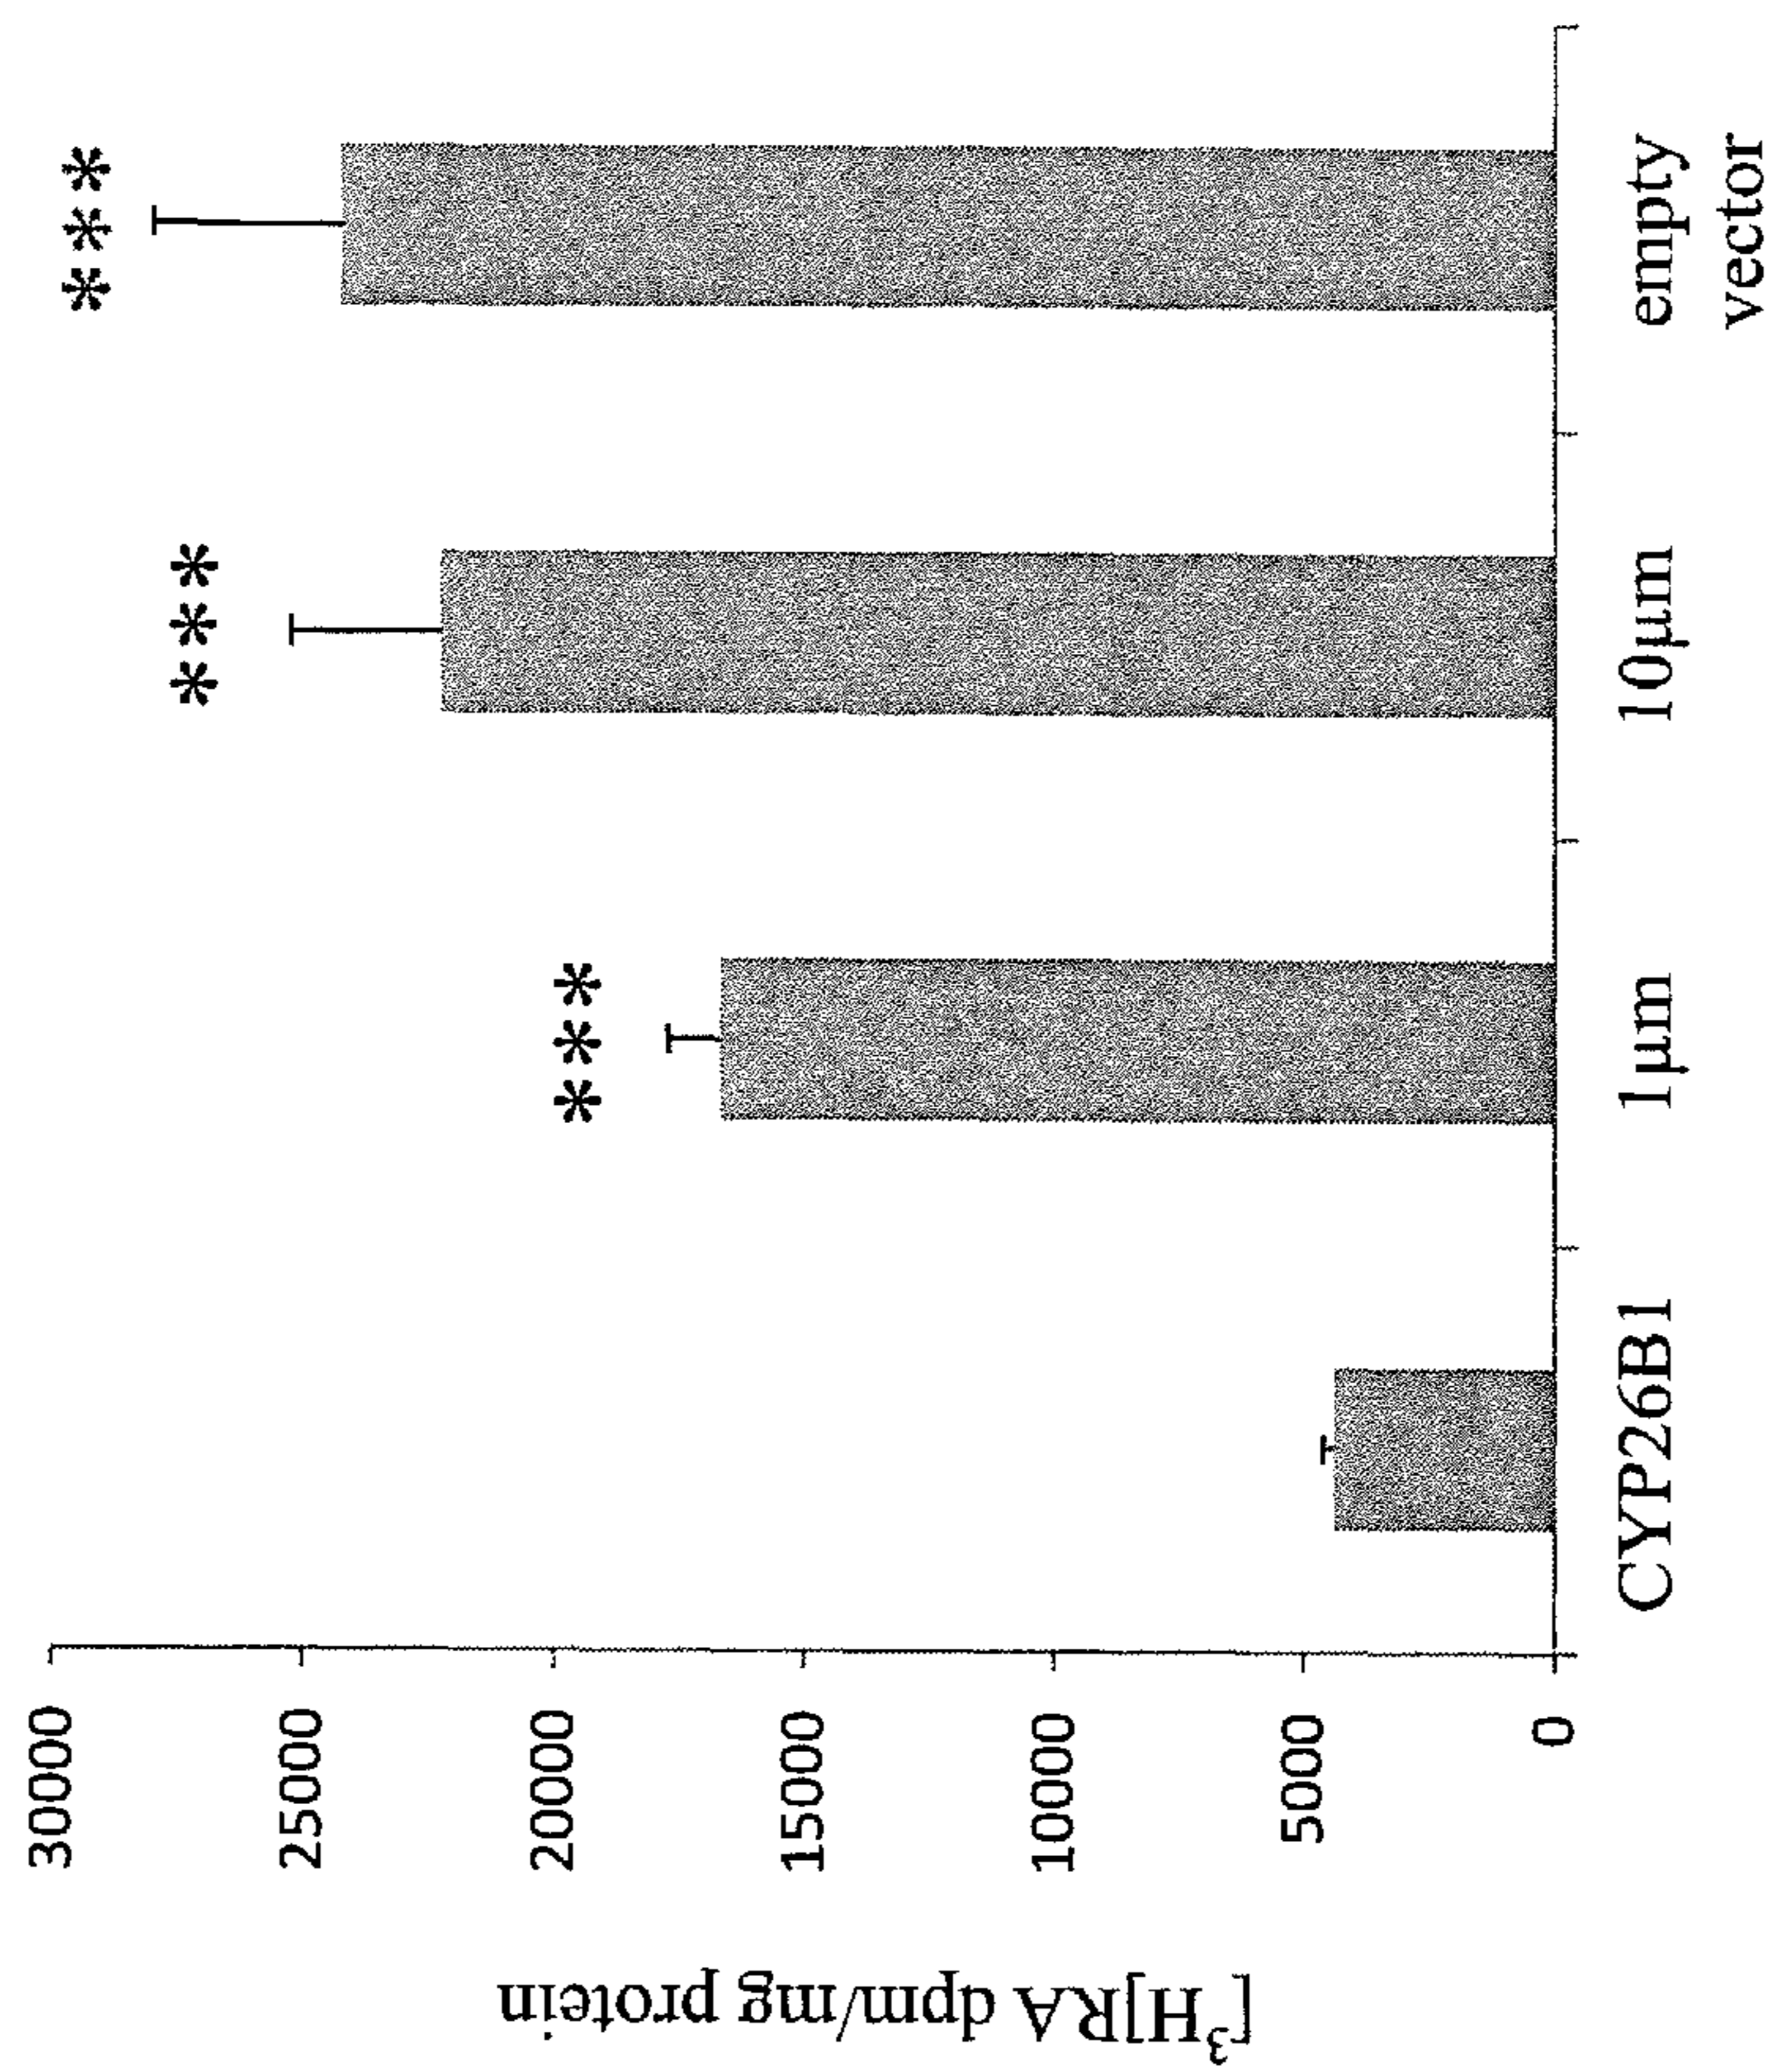 [³H]RA dpm/mg protein
30000
25000
20000
15000
10000
5000
0
***
***
***
CYP26B1
1µm
10µm
empty
vector